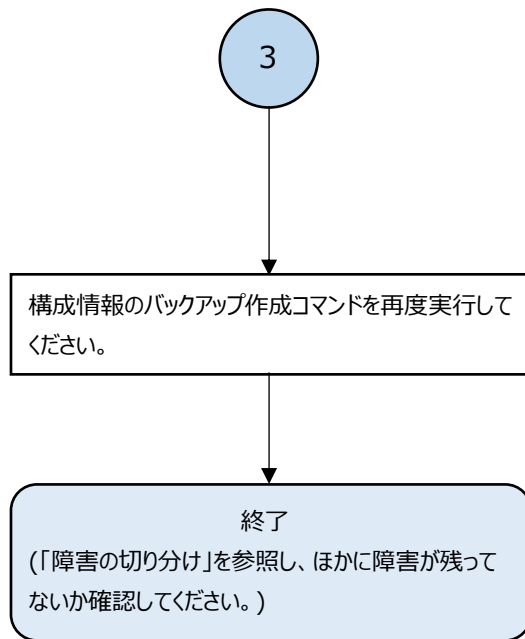 3
構成情報のバックアップ作成コマンドを再度実行して
ください。
終了
(「障害の切り分け」を参照し、ほかに障害が残って
ないか確認してください。)